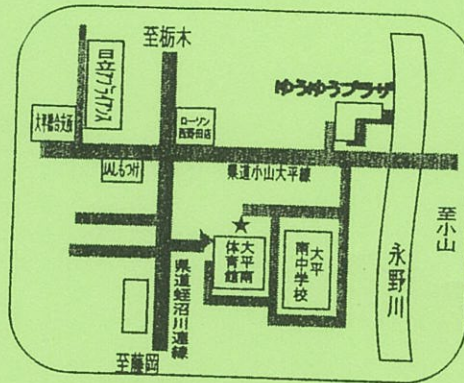 至栃木
日立アプライアンス
ゆうゆうプラザ
大平総合支所
ローソン
西野田店
JAしもつけ
県道小山大平線
至小山
永野川
大平南
体育館
大平
南中学校
県道蛭沼川連線
至藤岡